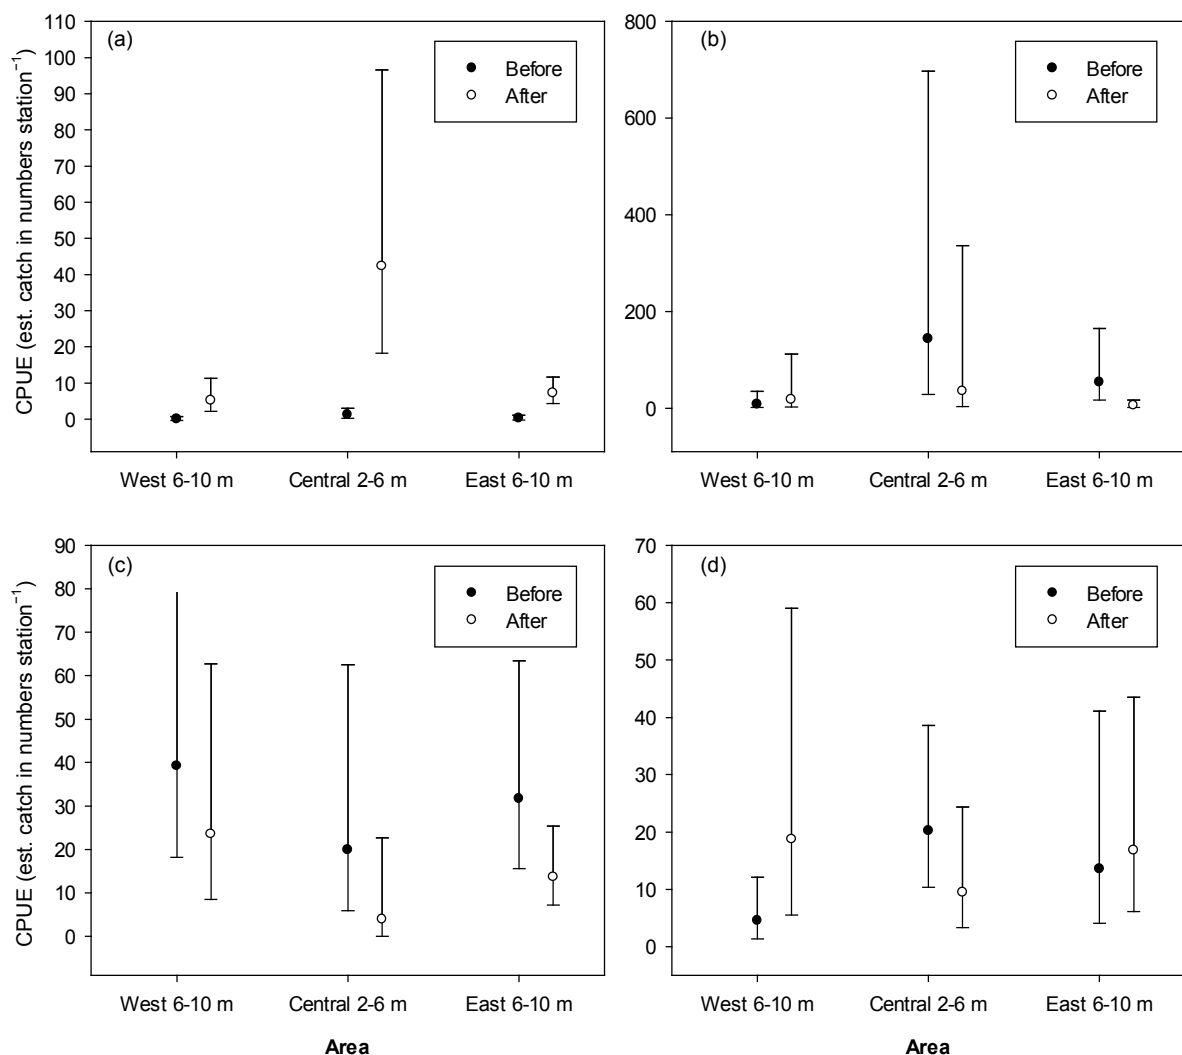 (a)
Before
After
CPUE (est. catch in numbers station⁻¹)
110
100
90
80
70
60
50
40
30
20
10
0
West 6-10 m Central 2-6 m East 6-10 m
(b)
Before
After
800
600
400
200
0
West 6-10 m Central 2-6 m East 6-10 m
(c)
Before
After
CPUE (est. catch in numbers station⁻¹)
90
80
70
60
50
40
30
20
10
0
West 6-10 m Central 2-6 m East 6-10 m
Area
(d)
Before
After
70
60
50
40
30
20
10
0
West 6-10 m Central 2-6 m East 6-10 m
Area